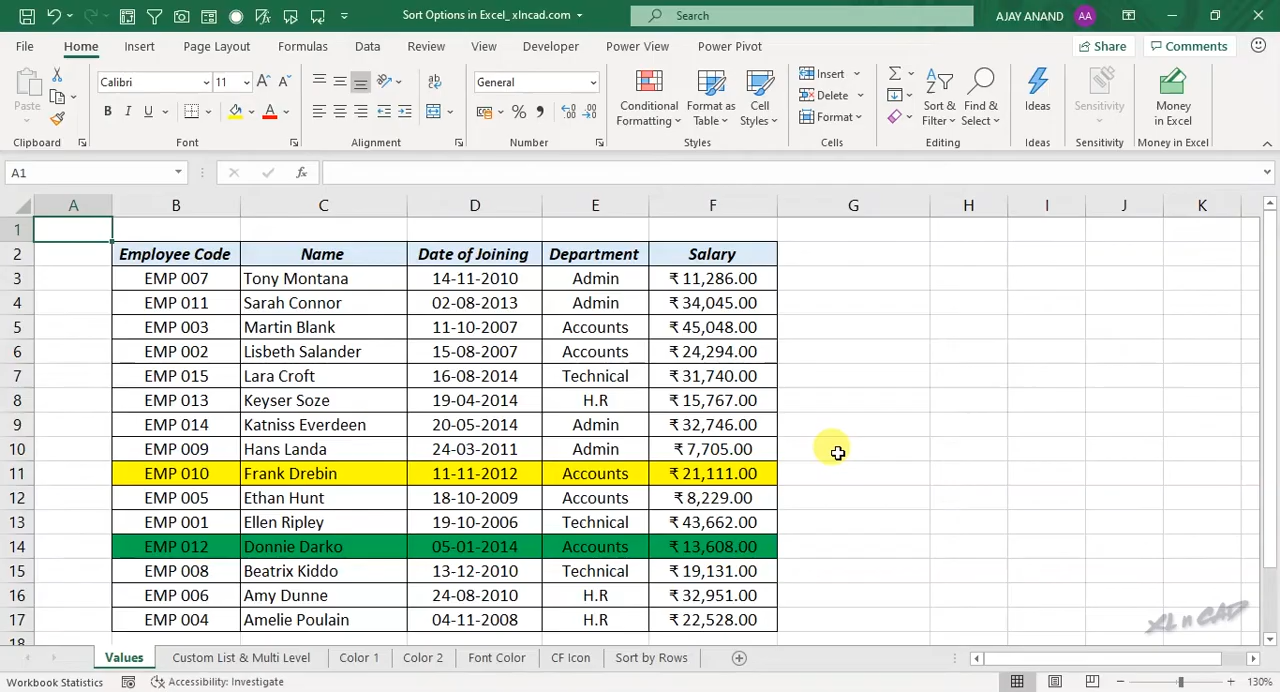 Sort Options in Excel_xlncad.com
Search
AJAY ANAND AA
File Home Insert Page Layout Formulas Data Review View Developer Power View Power Pivot Share Comments
Paste
Calibri 11
B I U
General
Conditional Formatting
Format as Table
Cell Styles
Insert
Delete
Format
Sort & Filter
Find & Select
Ideas
Sensitivity
Money in Excel
Clipboard Font Alignment Number Styles Cells Editing Ideas Sensitivity Money in Excel
A1 fx
A B C D E F G H I J K
1
2 Employee Code Name Date of Joining Department Salary
3 EMP 007 Tony Montana 14-11-2010 Admin ₹ 11,286.00
4 EMP 011 Sarah Connor 02-08-2013 Admin ₹ 34,045.00
5 EMP 003 Martin Blank 11-10-2007 Accounts ₹ 45,048.00
6 EMP 002 Lisbeth Salander 15-08-2007 Accounts ₹ 24,294.00
7 EMP 015 Lara Croft 16-08-2014 Technical ₹ 31,740.00
8 EMP 013 Keyser Soze 19-04-2014 H.R ₹ 15,767.00
9 EMP 014 Katniss Everdeen 20-05-2014 Admin ₹ 32,746.00
10 EMP 009 Hans Landa 24-03-2011 Admin ₹ 7,705.00
11 EMP 010 Frank Drebin 11-11-2012 Accounts ₹ 21,111.00
12 EMP 005 Ethan Hunt 18-10-2009 Accounts ₹ 8,229.00
13 EMP 001 Ellen Ripley 19-10-2006 Technical ₹ 43,662.00
14 EMP 012 Donnie Darko 05-01-2014 Accounts ₹ 13,608.00
15 EMP 008 Beatrix Kiddo 13-12-2010 Technical ₹ 19,131.00
16 EMP 006 Amy Dunne 24-08-2010 H.R ₹ 32,951.00
17 EMP 004 Amelie Poulain 04-11-2008 H.R ₹ 22,528.00
18
XL n CAD
Values Custom List & Multi Level Color 1 Color 2 Font Color CF Icon Sort by Rows
Workbook Statistics Accessibility: Investigate 130%